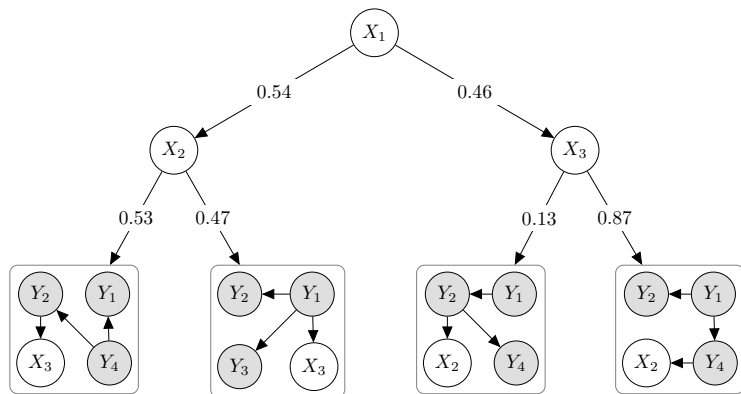 X₁
0.54 0.46
X₂ X₃
0.53 0.47 0.13 0.87
Y₂ Y₁ Y₂ Y₁ Y₂ Y₁ Y₂ Y₁
X₃ Y₄ Y₃ X₃ X₂ Y₄ X₂ Y₄